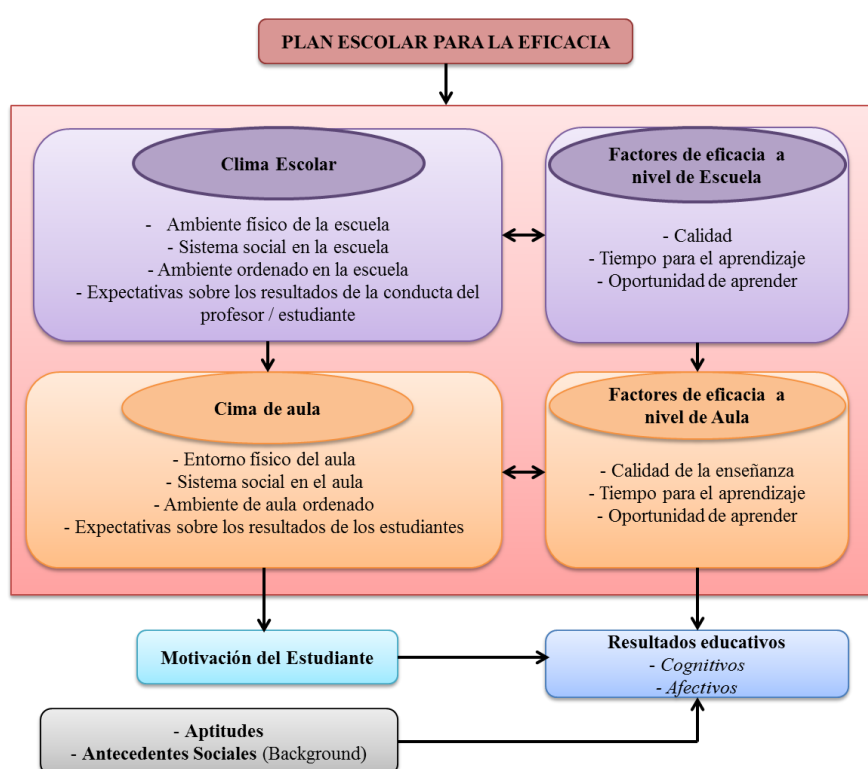 PLAN ESCOLAR PARA LA EFICACIA
Clima Escolar
- Ambiente físico de la escuela
- Sistema social en la escuela
- Ambiente ordenado en la escuela
- Expectativas sobre los resultados de la conducta del
profesor / estudiante
Factores de eficacia a
nivel de Escuela
- Calidad
- Tiempo para el aprendizaje
- Oportunidad de aprender
Cima de aula
- Entorno físico del aula
- Sistema social en el aula
- Ambiente de aula ordenado
- Expectativas sobre los resultados de los estudiantes
Factores de eficacia a
nivel de Aula
- Calidad de la enseñanza
- Tiempo para el aprendizaje
- Oportunidad de aprender
Motivación del Estudiante
Resultados educativos
- Cognitivos
- Afectivos
- Aptitudes
- Antecedentes Sociales (Background)